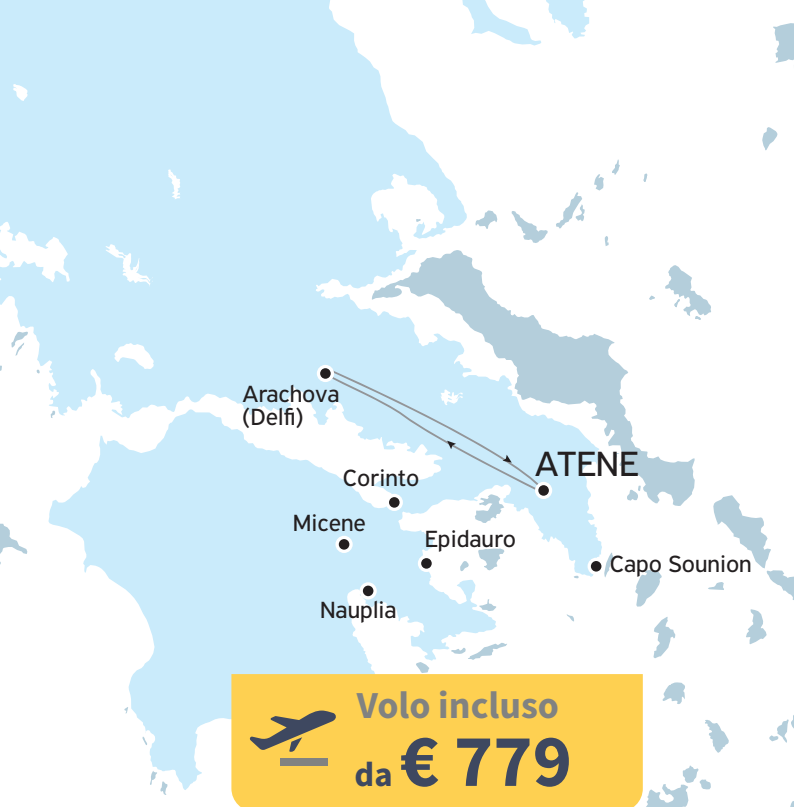 Arachova
(Delfi)
ATENE
Corinto
Micene
Epidauro
Capo Sounion
Nauplia
Volo incluso
da € 779